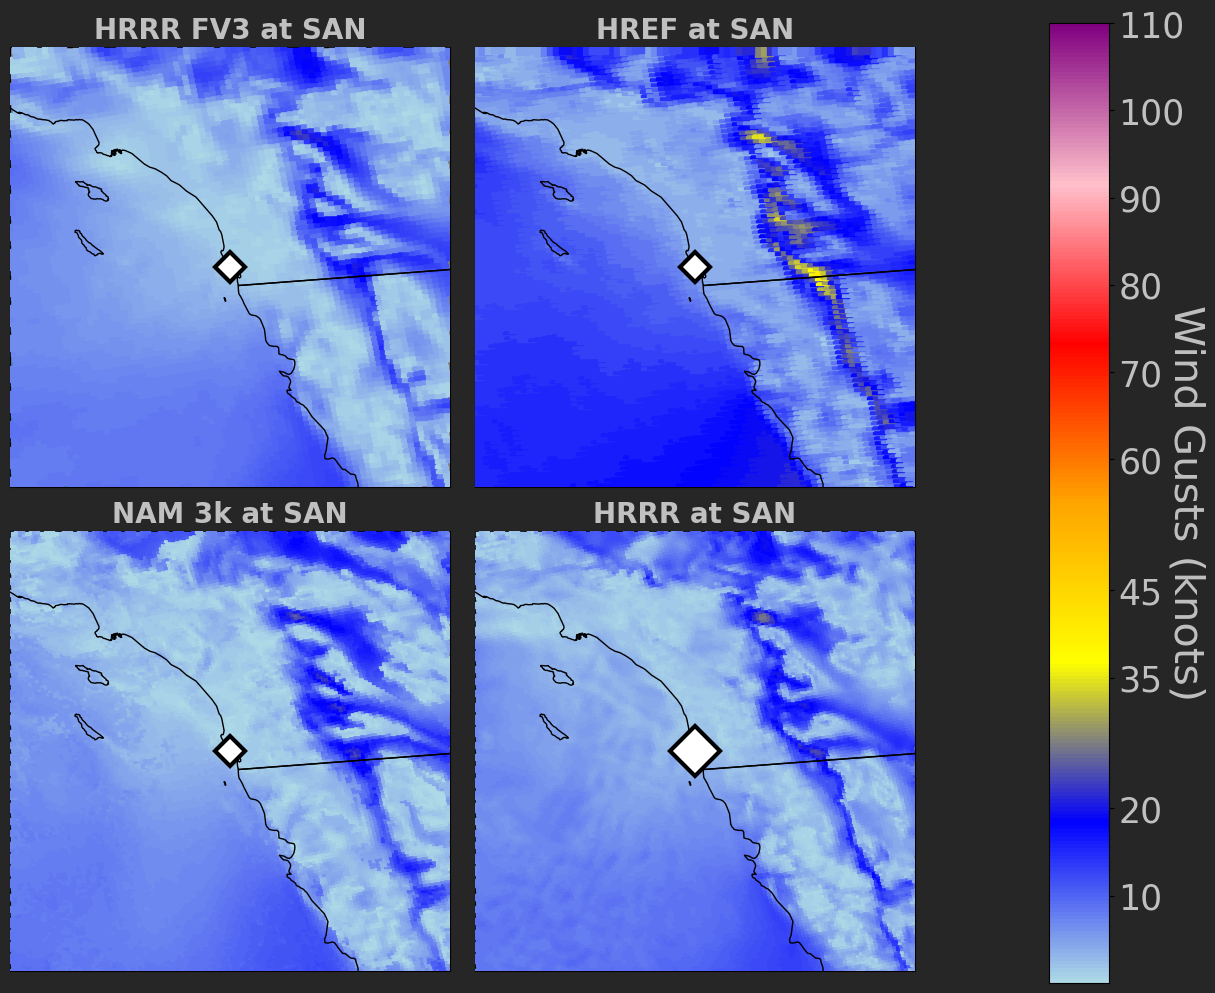 HRRR FV3 at SAN
HREF at SAN
NAM 3k at SAN
HRRR at SAN
110
100
90
80
70
60
45
35
20
10
Wind Gusts (knots)